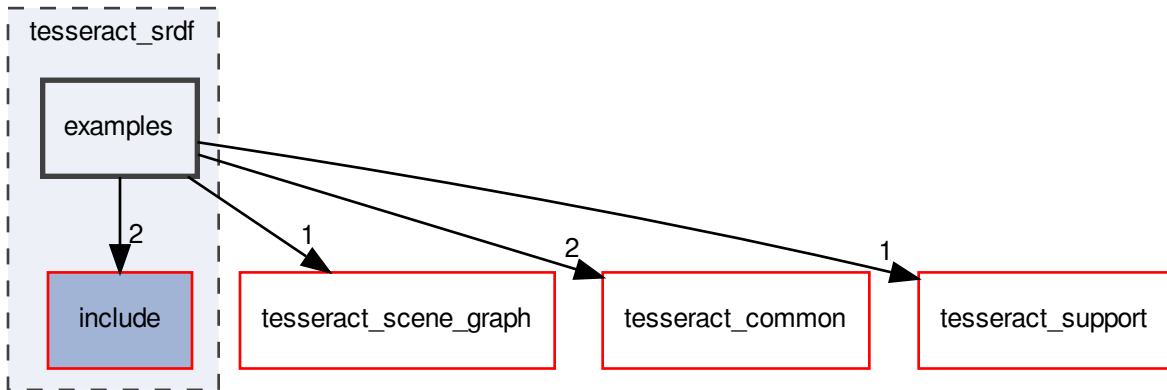 tesseract_srdf
examples
2
1
2
1
include
tesseract_scene_graph
tesseract_common
tesseract_support